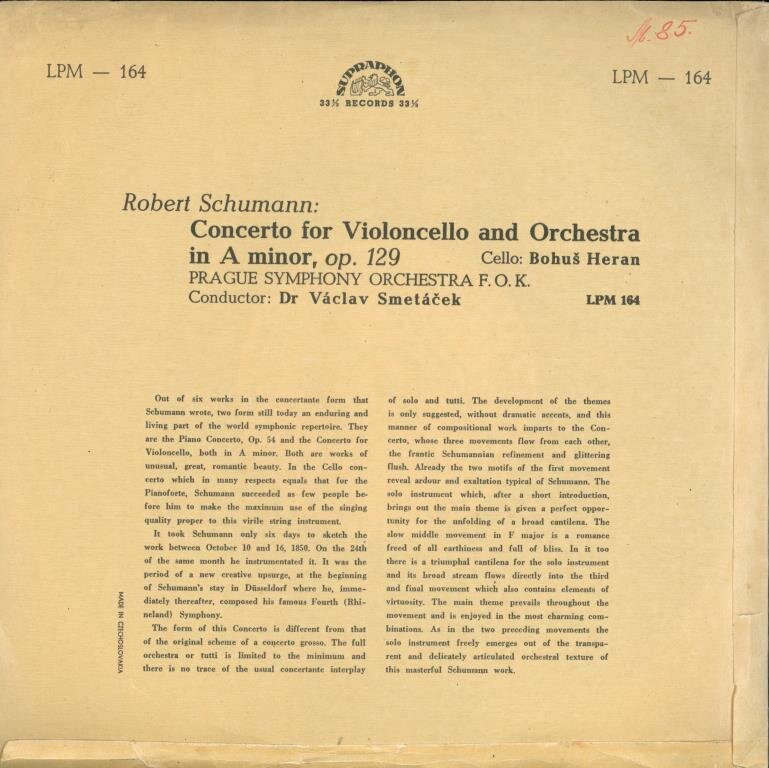 M. 85.
LPM — 164
SUPRAPHON
33⅓ RECORDS 33⅓
LPM — 164
Robert Schumann:
Concerto for Violoncello and Orchestra
in A minor, op. 129 Cello: Bohuš Heran
PRAGUE SYMPHONY ORCHESTRA F. O. K.
Conductor: Dr Václav Smetáček LPM 164
Out of six works in the concertante form that
Schumann wrote, two form still today an enduring and
living part of the world symphonic repertoire. They
are the Piano Concerto, Op. 54 and the Concerto for
Violoncello, both in A minor. Both are works of
unusual, great, romantic beauty. In the Cello con-
certo which in many respects equals that for the
Pianoforte, Schumann succeeded as few people be-
fore him to make the maximum use of the singing
quality proper to this virile string instrument.
It took Schumann only six days to sketch the
work between October 10 and 16, 1850. On the 24th
of the same month he instrumentated it. It was the
period of a new creative upsurge, at the beginning
of Schumann's stay in Düsseldorf where he, imme-
diately thereafter, composed his famous Fourth (Rhi-
neland) Symphony.
The form of this Concerto is different from that
of the original scheme of a concerto grosso. The full
orchestra or tutti is limited to the minimum and
there is no trace of the usual concertante interplay
of solo and tutti. The development of the themes
is only suggested, without dramatic accents, and this
manner of compositional work imparts to the Con-
certo, whose three movements flow from each other,
the frantic Schumannian refinement and glittering
flush. Already the two motifs of the first movement
reveal ardour and exaltation typical of Schumann. The
solo instrument which, after a short introduction,
brings out the main theme is given a perfect oppor-
tunity for the unfolding of a broad cantilena. The
slow middle movement in F major is a romance
freed of all earthiness and full of bliss. In it too
there is a triumphal cantilena for the solo instrument
and its broad stream flows directly into the third
and final movement which also contains elements of
virtuosity. The main theme prevails throughout the
movement and is enjoyed in the most charming com-
binations. As in the two preceding movements the
solo instrument freely emerges out of the transpa-
rent and delicately articulated orchestral texture of
this masterful Schumann work.
MADE IN CZECHOSLOVAKIA